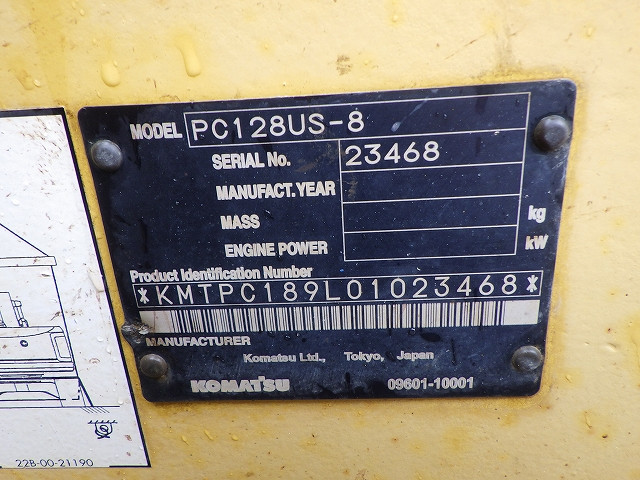 MODEL PC128US-8
SERIAL No. 23468
MANUFACT.YEAR
MASS kg
ENGINE POWER kW
Product Identification Number
*KMTPC189L01023468*
MANUFACTURER
Komatsu Ltd., Tokyo, Japan
KOMATSU 09601-10001
22B-00-21190